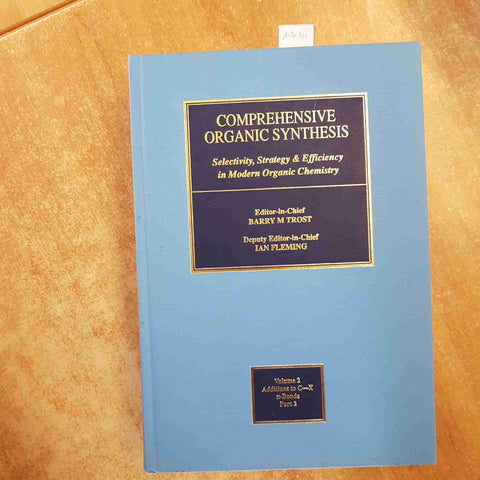 COMPREHENSIVE
ORGANIC SYNTHESIS
Selectivity, Strategy & Efficiency
in Modern Organic Chemistry
Editor-in-Chief
BARRY M TROST
Deputy Editor-in-Chief
IAN FLEMING
Volume 2
Additions to C—X
π-Bonds
Part 2